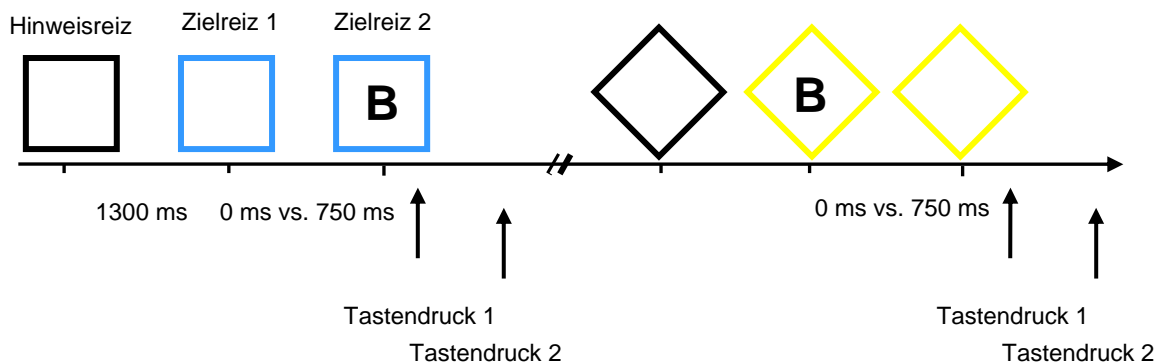 Hinweisreiz Zielreiz 1 Zielreiz 2
B B
1300 ms 0 ms vs. 750 ms 0 ms vs. 750 ms
Tastendruck 1 Tastendruck 1
Tastendruck 2 Tastendruck 2